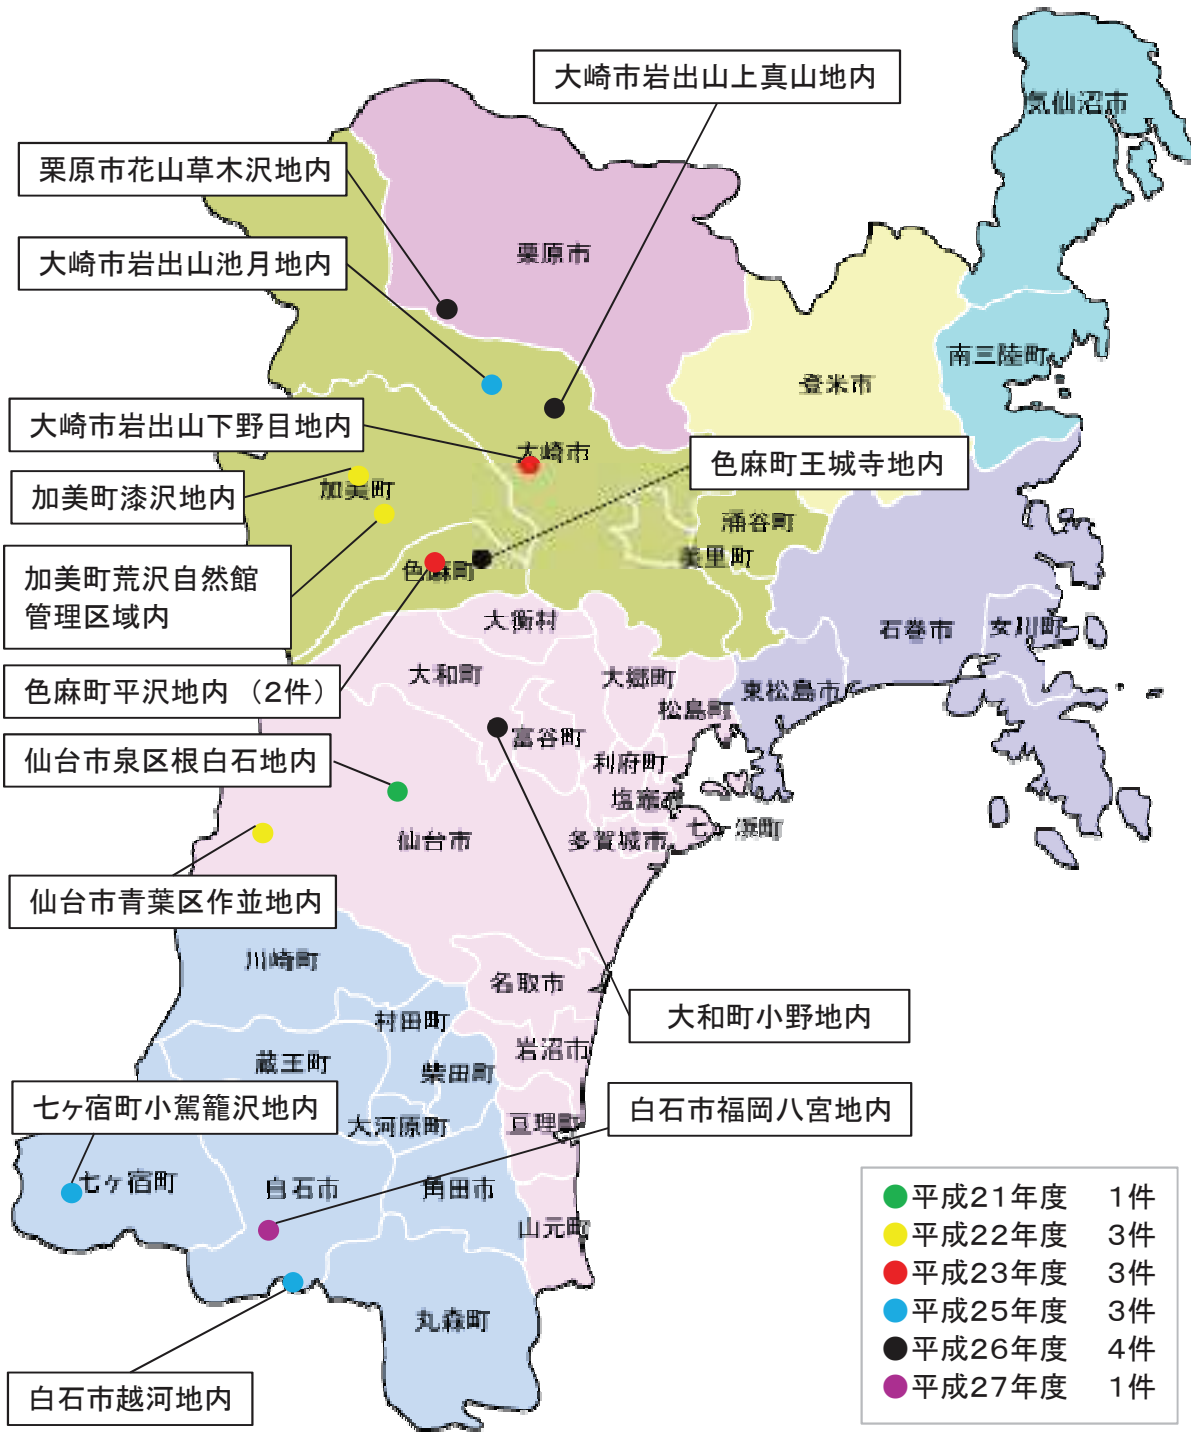 大崎市岩出山上真山地内
気仙沼市
栗原市花山草木沢地内
栗原市
大崎市岩出山池月地内
南三陸町
登米市
大崎市岩出山下野目地内
大崎市
色麻町王城寺地内
加美町漆沢地内
加美町
涌谷町
美里町
加美町荒沢自然館
管理区域内
色麻町
大衡村
石巻市
女川町
色麻町平沢地内 （2件）
大和町
大郷町
東松島市
松島町
富谷町
仙台市泉区根白石地内
利府町
塩竈市
仙台市
多賀城市
七ヶ浜町
仙台市青葉区作並地内
川崎町
名取市
村田町
大和町小野地内
岩沼市
蔵王町
柴田町
七ヶ宿町小駕籠沢地内
大河原町
亘理町
白石市福岡八宮地内
七ヶ宿町
白石市
角田市
山元町
丸森町
白石市越河地内
平成21年度 1件
平成22年度 3件
平成23年度 3件
平成25年度 3件
平成26年度 4件
平成27年度 1件